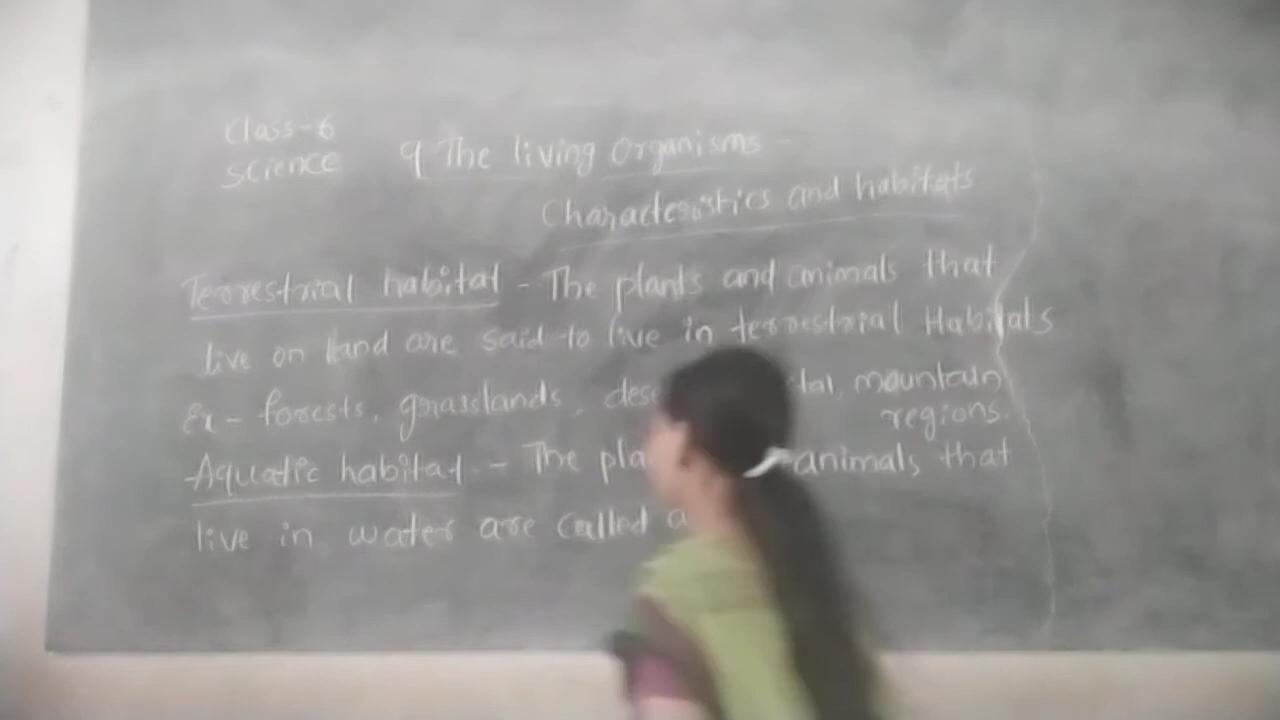 Class-6
Science
9 The living Organisms -
Characteristics and habitats
Terrestrial habitat - The plants and animals that
live on land are said to live in terrestrial Habitats
Ex - forests, grasslands, mountain
regions.
Aquatic habitat - The animals that
live in water are called